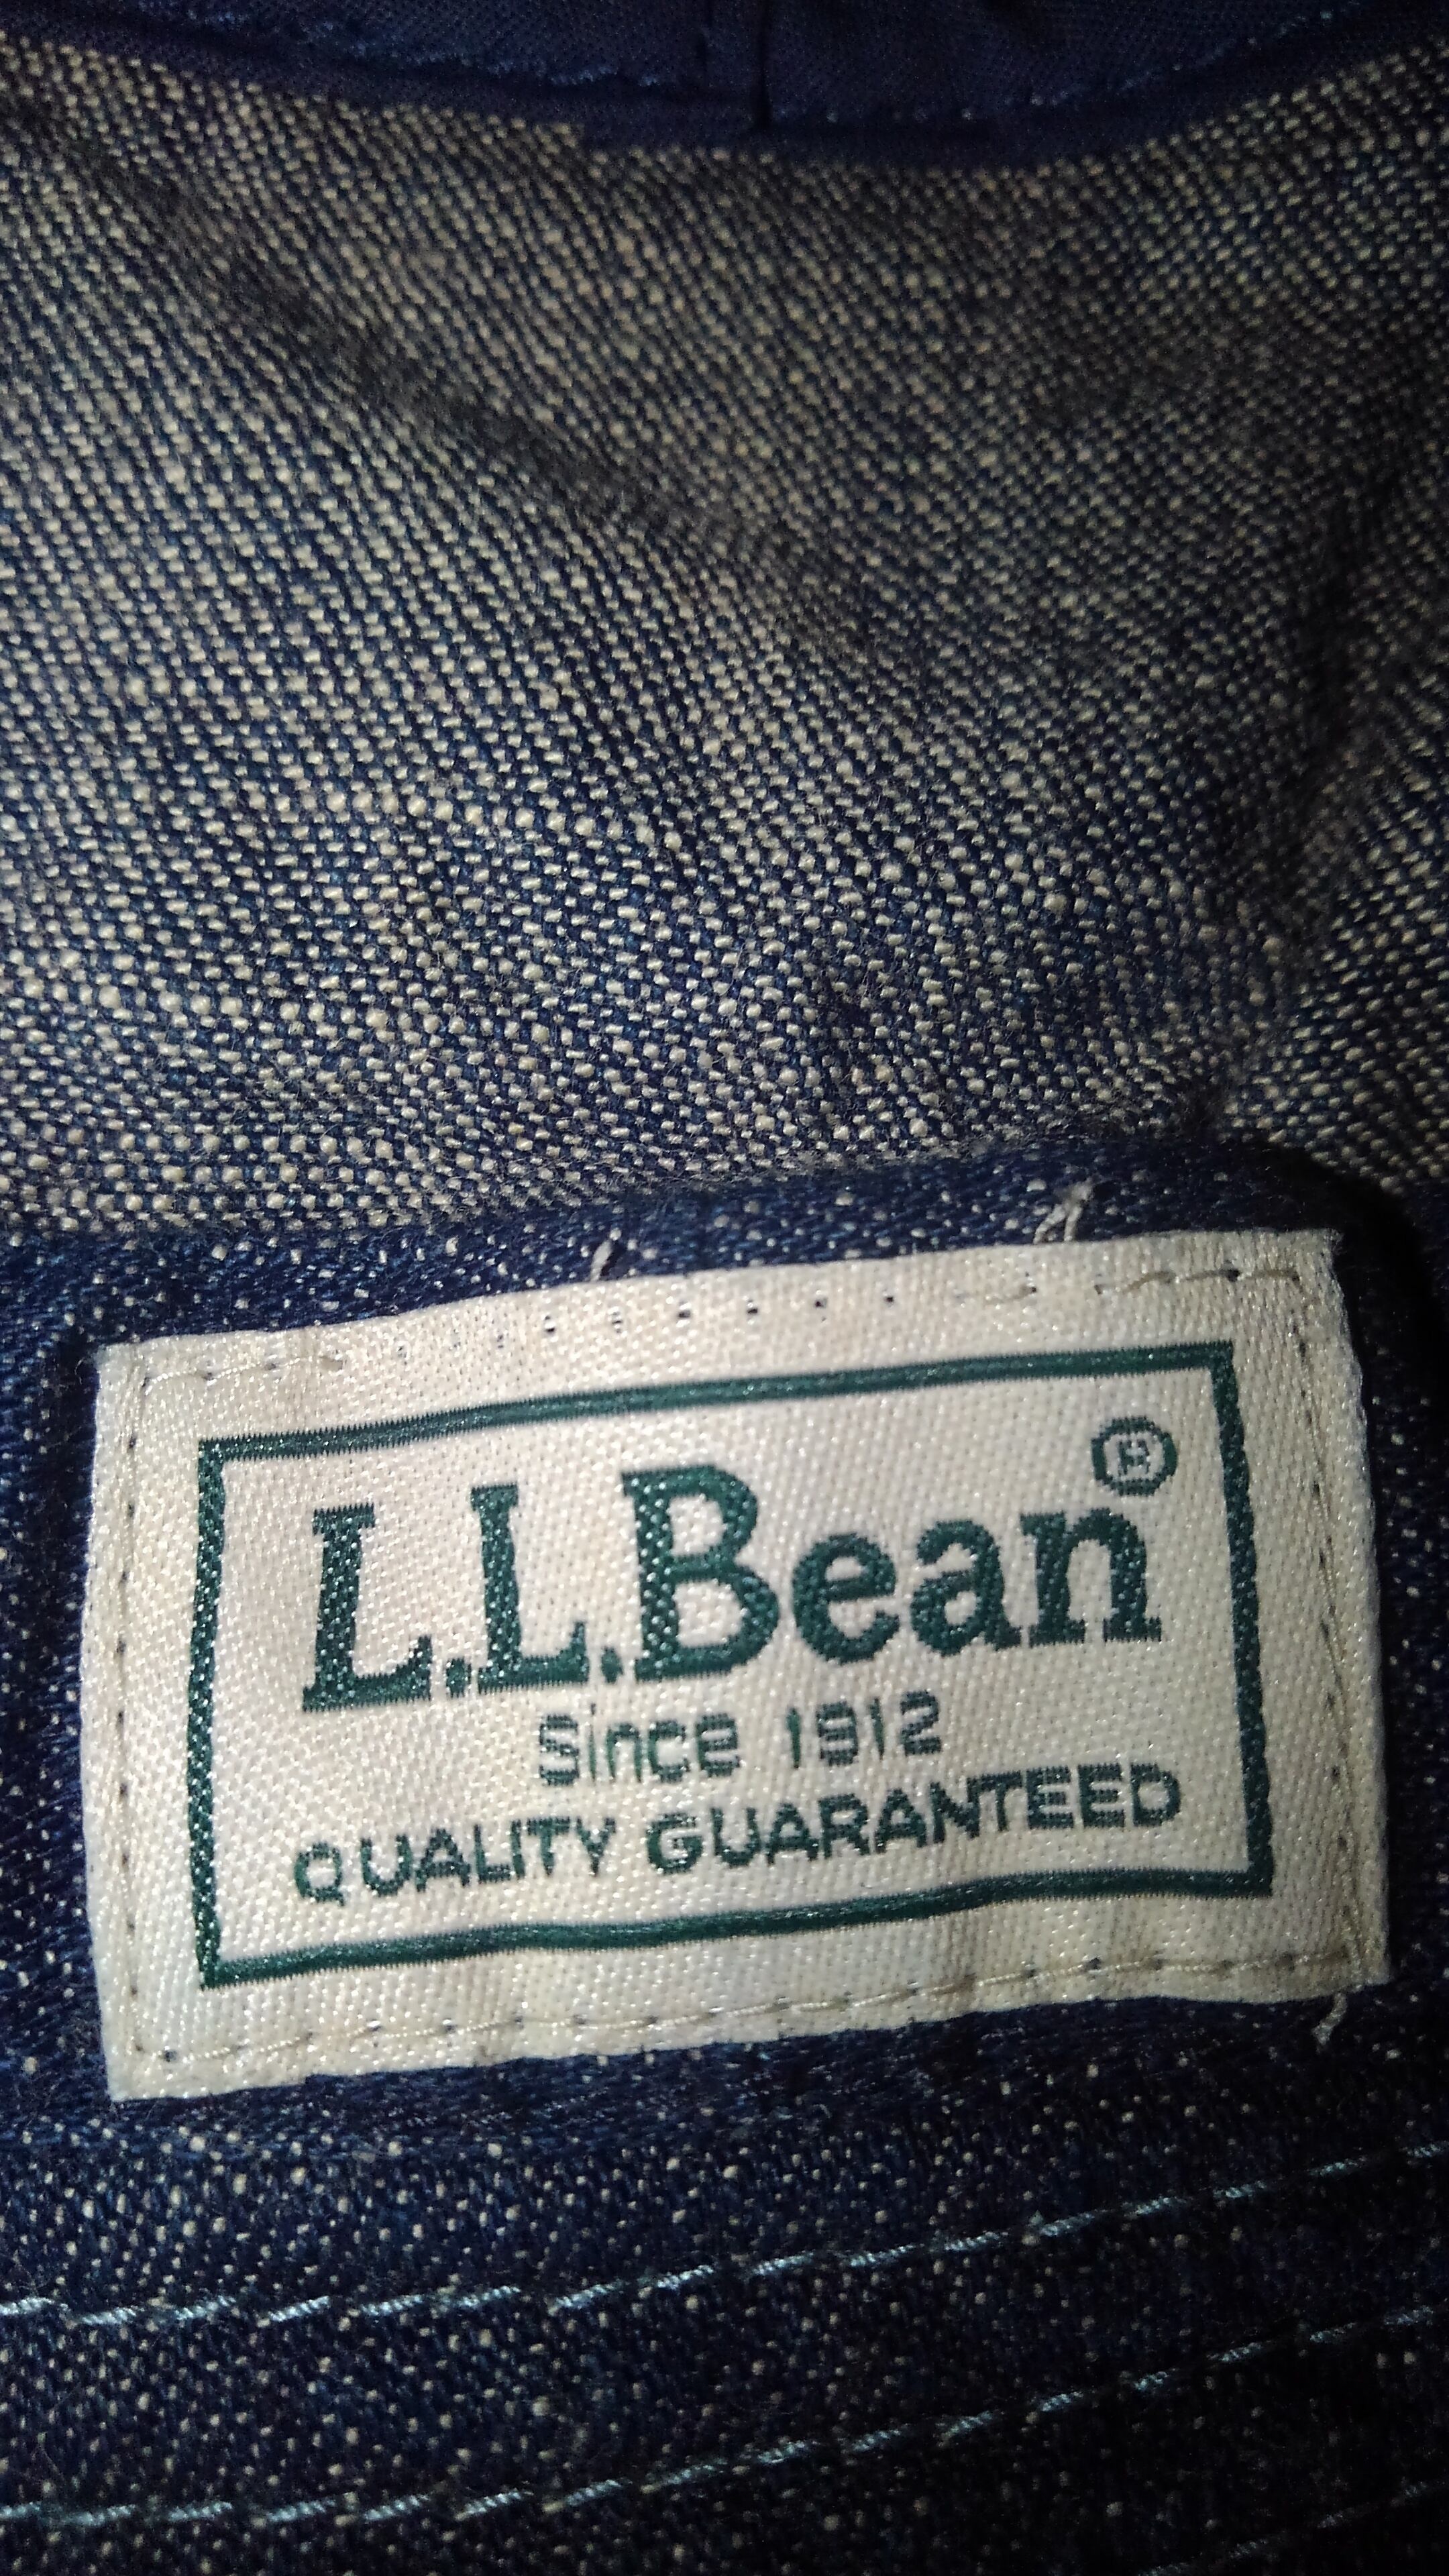 L.L.Bean®
Since 1912
QUALITY GUARANTEED